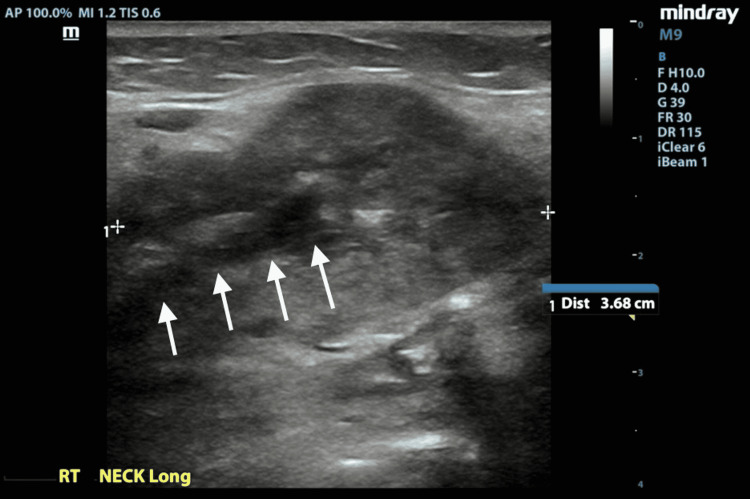 AP 100.0% MI 1.2 TIS 0.6
m
mindray
M9
B
F H10.0
D 4.0
G 39
FR 30
DR 115
iClear 6
iBeam 1
0
1
2
3
4
1
1 Dist 3.68 cm
RT NECK Long